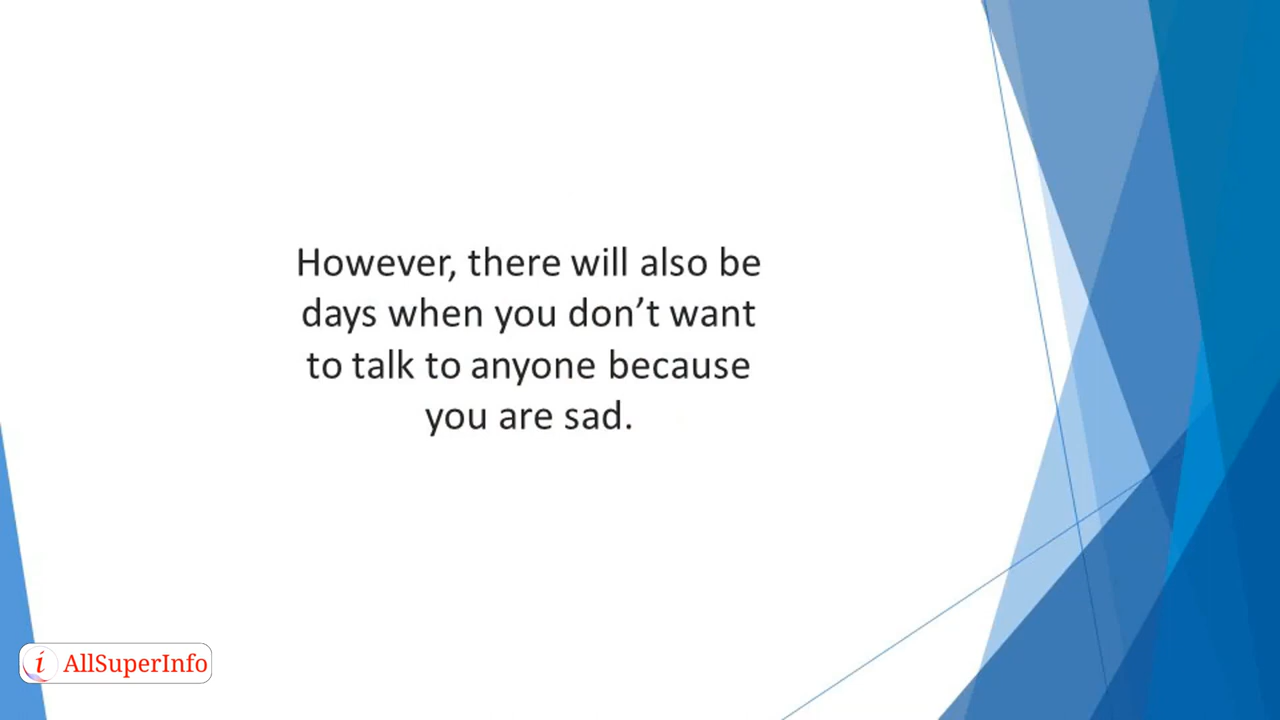 However, there will also be
days when you don’t want
to talk to anyone because
you are sad.
i AllSuperInfo